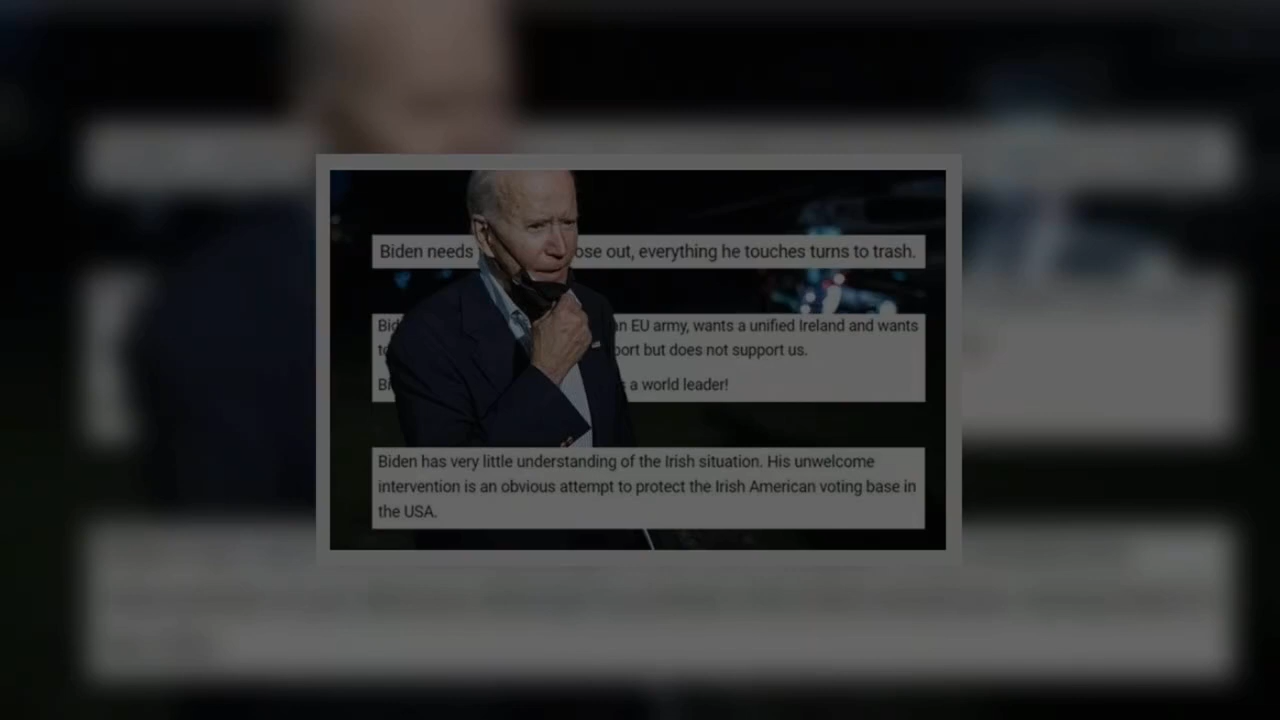 Biden needs ose out, everything he touches turns to trash.
Bid an EU army, wants a unified Ireland and wants
to port but does not support us.
Bi s a world leader!
Biden has very little understanding of the Irish situation. His unwelcome
intervention is an obvious attempt to protect the Irish American voting base in
the USA.